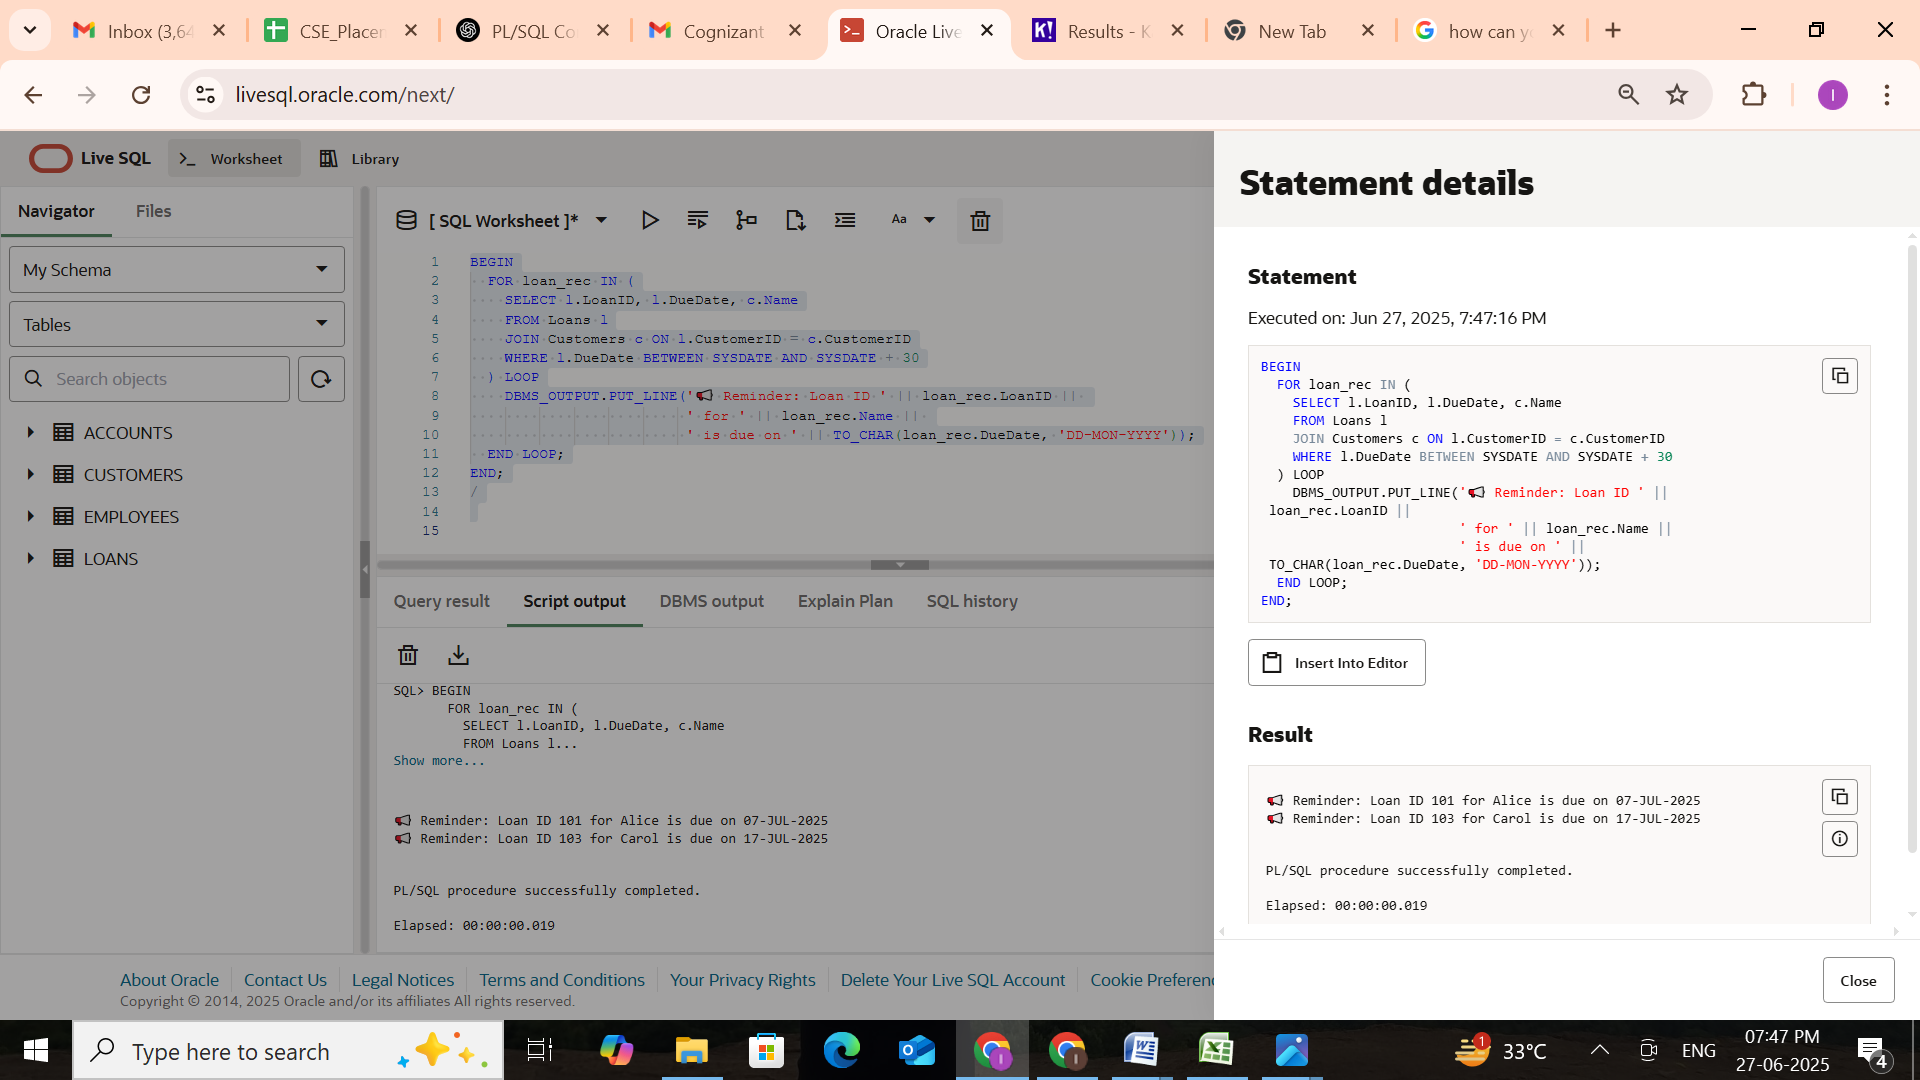 Inbox (3,64
CSE_Placer
PL/SQL Co
Cognizant
Oracle Live
Results - K
New Tab
how can y
livesql.oracle.com/next/
I
Live SQL
Worksheet
Library
Navigator
Files
My Schema
Tables
Search objects
ACCOUNTS
CUSTOMERS
EMPLOYEES
LOANS
[ SQL Worksheet ]*
Aa
1 BEGIN
2 FOR loan_rec IN (
3 SELECT l.LoanID, l.DueDate, c.Name
4 FROM Loans l
5 JOIN Customers c ON l.CustomerID = c.CustomerID
6 WHERE l.DueDate BETWEEN SYSDATE AND SYSDATE + 30
7 ) LOOP
8 DBMS_OUTPUT.PUT_LINE('📢 Reminder: Loan ID ' || loan_rec.LoanID ||
9 ' for ' || loan_rec.Name ||
10 ' is due on ' || TO_CHAR(loan_rec.DueDate, 'DD-MON-YYYY'));
11 END LOOP;
12 END;
13 /
14
15
Query result
Script output
DBMS output
Explain Plan
SQL history
SQL> BEGIN
FOR loan_rec IN (
SELECT l.LoanID, l.DueDate, c.Name
FROM Loans l...
Show more...
📢 Reminder: Loan ID 101 for Alice is due on 07-JUL-2025
📢 Reminder: Loan ID 103 for Carol is due on 17-JUL-2025
PL/SQL procedure successfully completed.
Elapsed: 00:00:00.019
About Oracle
Contact Us
Legal Notices
Terms and Conditions
Your Privacy Rights
Delete Your Live SQL Account
Cookie Preferenc
Copyright © 2014, 2025 Oracle and/or its affiliates All rights reserved.
Statement details
Statement
Executed on: Jun 27, 2025, 7:47:16 PM
BEGIN
FOR loan_rec IN (
SELECT l.LoanID, l.DueDate, c.Name
FROM Loans l
JOIN Customers c ON l.CustomerID = c.CustomerID
WHERE l.DueDate BETWEEN SYSDATE AND SYSDATE + 30
) LOOP
DBMS_OUTPUT.PUT_LINE('📢 Reminder: Loan ID ' ||
loan_rec.LoanID ||
' for ' || loan_rec.Name ||
' is due on ' ||
TO_CHAR(loan_rec.DueDate, 'DD-MON-YYYY'));
END LOOP;
END;
Insert Into Editor
Result
📢 Reminder: Loan ID 101 for Alice is due on 07-JUL-2025
📢 Reminder: Loan ID 103 for Carol is due on 17-JUL-2025
PL/SQL procedure successfully completed.
Elapsed: 00:00:00.019
Close
Type here to search
1
33°C
ENG
07:47 PM
27-06-2025
4